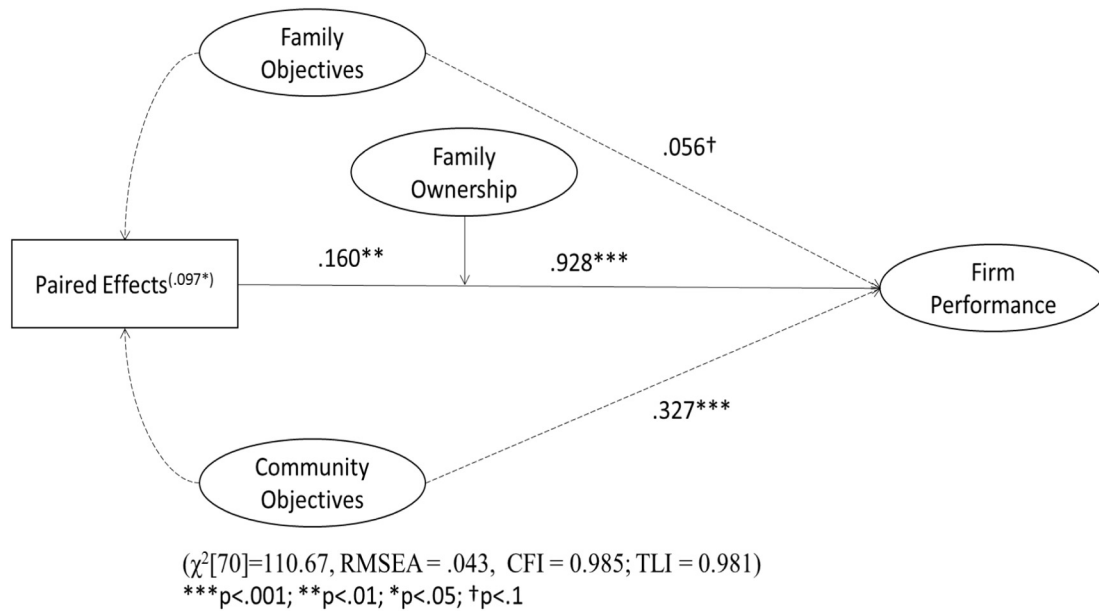 Family
Objectives
.056†
Family
Ownership
.160**
.928***
Paired Effects(.097*)
Firm
Performance
.327***
Community
Objectives
(χ²[70]=110.67, RMSEA = .043, CFI = 0.985; TLI = 0.981)
***p<.001; **p<.01; *p<.05; †p<.1